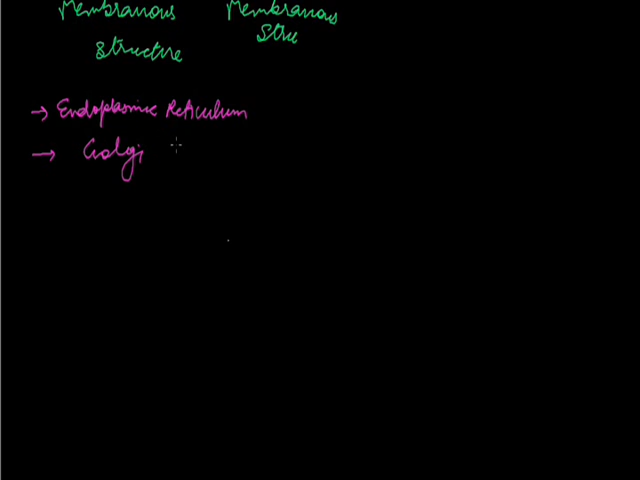 Membranous Membranous
Structure Stru
→ Endoplasmic Reticulum
→ Golgi